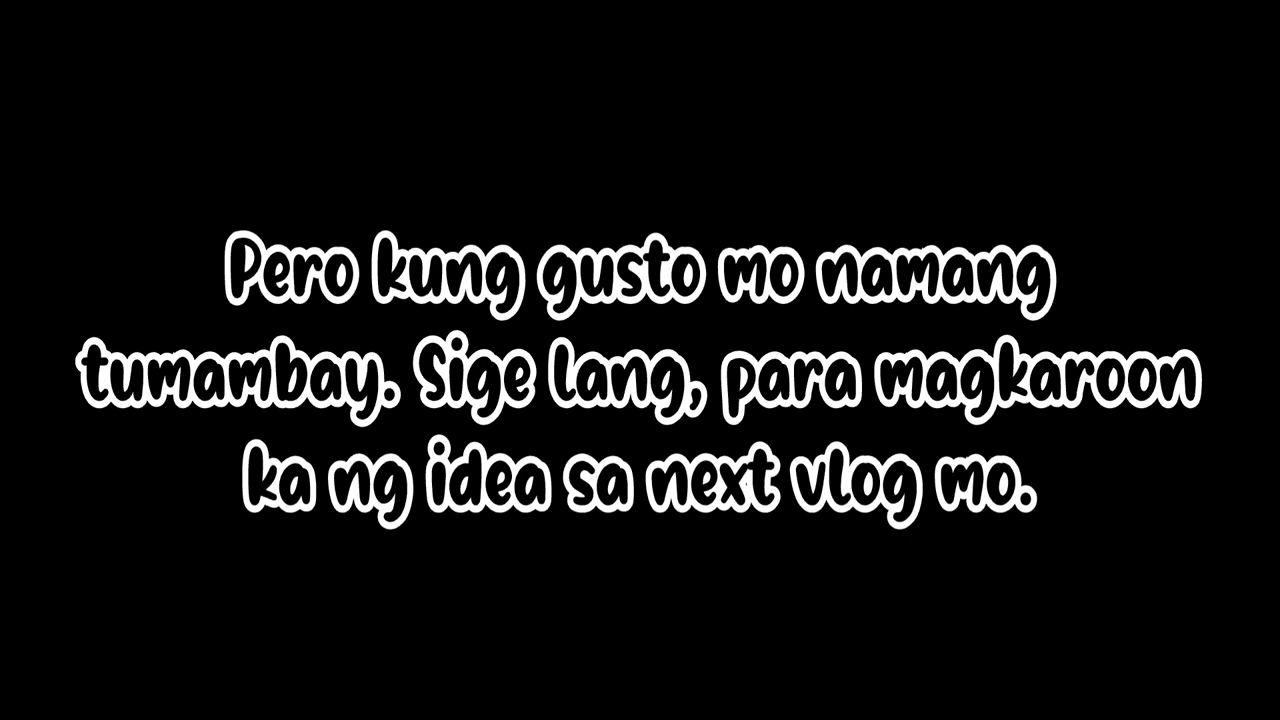 Pero kung gusto mo namang
tumambay. Sige lang, para magkaroon
ka ng idea sa next vlog mo.